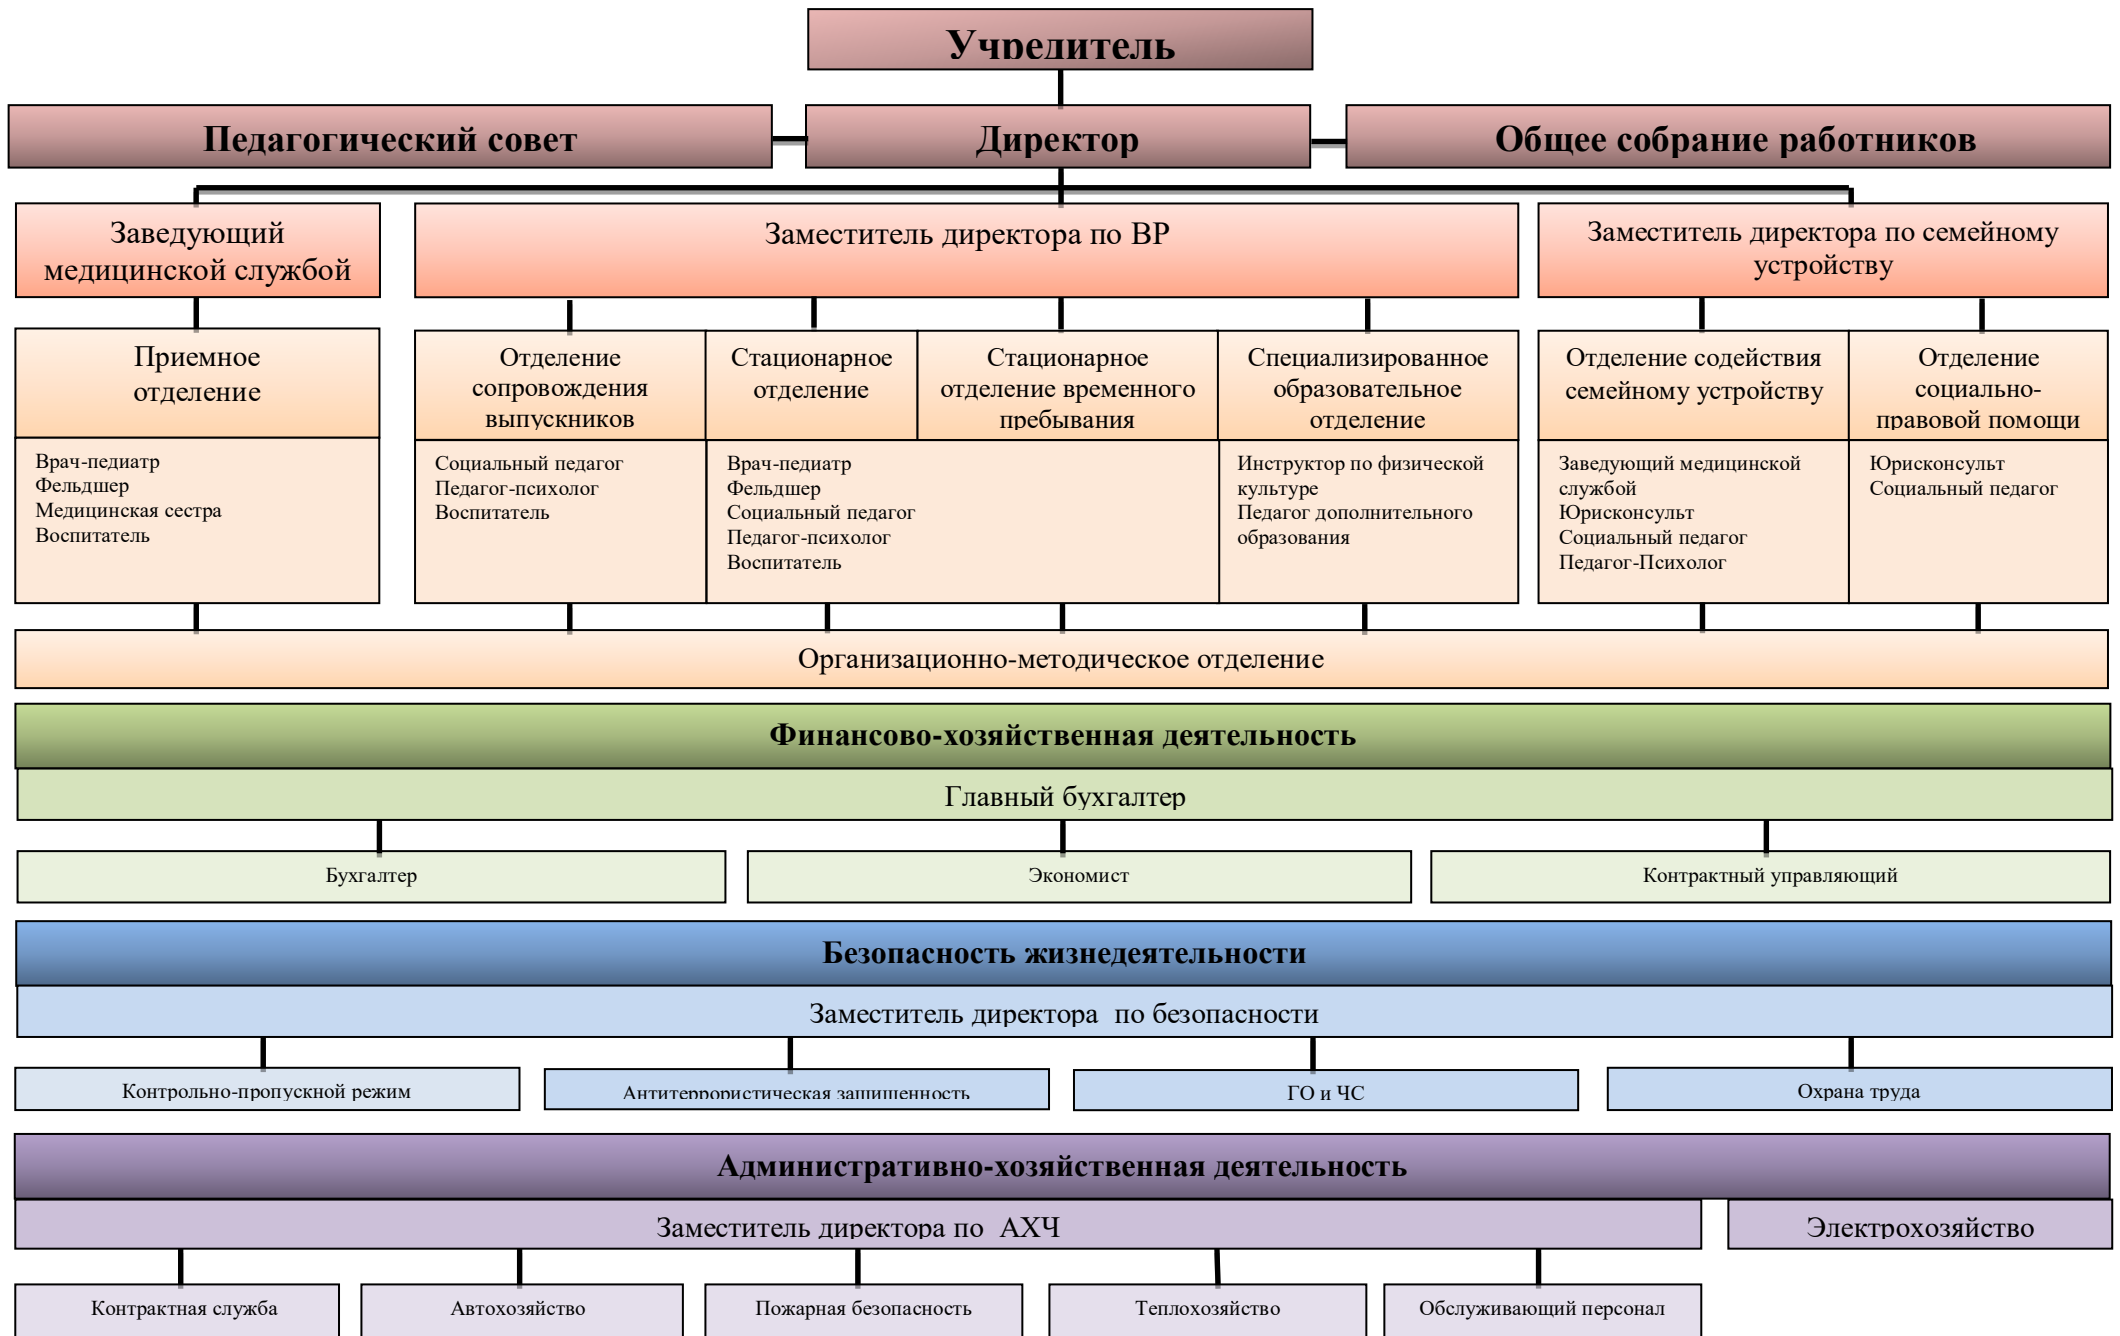 Учредитель
Педагогический совет
Директор
Общее собрание работников
Заведующий
медицинской службой
Заместитель директора по ВР
Заместитель директора по семейному
устройству
Приемное
отделение
Отделение
сопровождения
выпускников
Стационарное
отделение
Стационарное
отделение временного
пребывания
Специализированное
образовательное
отделение
Отделение содействия
семейному устройству
Отделение
социально-
правовой помощи
Врач-педиатр
Фельдшер
Медицинская сестра
Воспитатель
Социальный педагог
Педагог-психолог
Воспитатель
Врач-педиатр
Фельдшер
Социальный педагог
Педагог-психолог
Воспитатель
Инструктор по физической
культуре
Педагог дополнительного
образования
Заведующий медицинской
службой
Юрисконсульт
Социальный педагог
Педагог-Психолог
Юрисконсульт
Социальный педагог
Организационно-методическое отделение
Финансово-хозяйственная деятельность
Главный бухгалтер
Бухгалтер
Экономист
Контрактный управляющий
Безопасность жизнедеятельности
Заместитель директора по безопасности
Контрольно-пропускной режим
Антитеррористическая защищенность
ГО и ЧС
Охрана труда
Административно-хозяйственная деятельность
Заместитель директора по АХЧ
Электрохозяйство
Контрактная служба
Автохозяйство
Пожарная безопасность
Теплохозяйство
Обслуживающий персонал